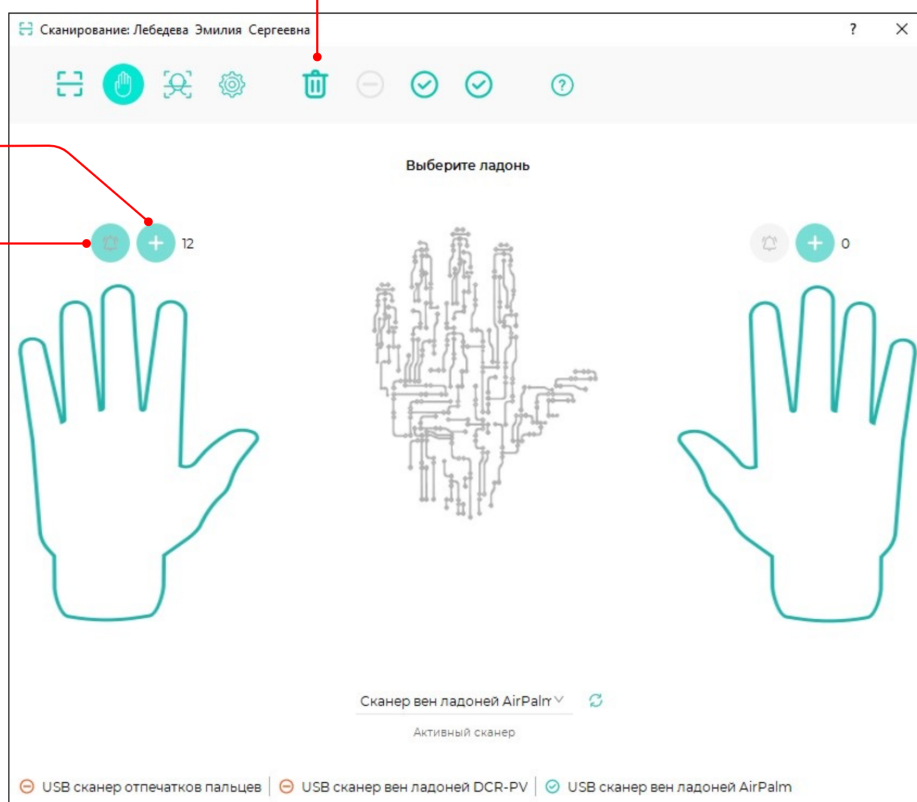 Сканирование: Лебедева Эмилия Сергеевна ? ×
?
Выберите ладонь
12
0
Сканер вен ладоней AirPalm
Активный сканер
USB сканер отпечатков пальцев | USB сканер вен ладоней DCR-PV | USB сканер вен ладоней AirPalm